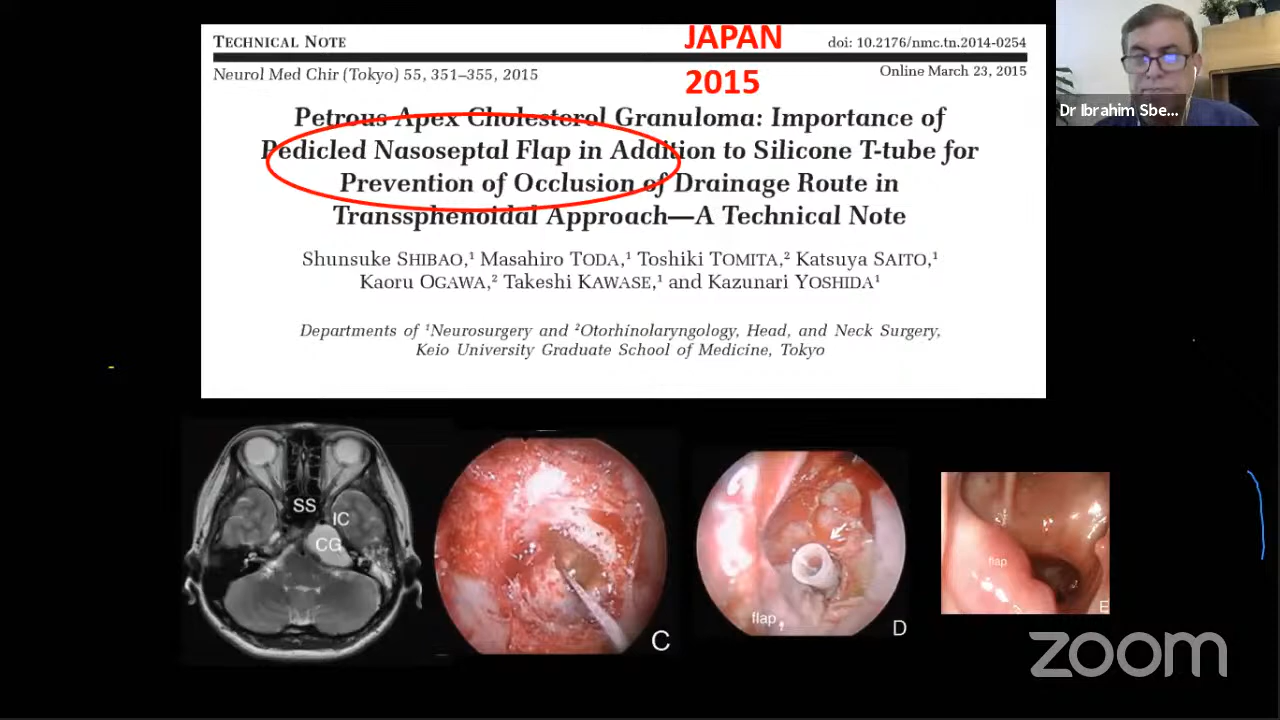 TECHNICAL NOTE
JAPAN
doi: 10.2176/nmc.tn.2014-0254
Neurol Med Chir (Tokyo) 55, 351–355, 2015
2015
Online March 23, 2015
Petrous Apex Cholesterol Granuloma: Importance of
Pedicled Nasoseptal Flap in Addition to Silicone T-tube for
Prevention of Occlusion of Drainage Route in
Transsphenoidal Approach—A Technical Note
Shunsuke SHIBAO,¹ Masahiro TODA,¹ Toshiki TOMITA,² Katsuya SAITO,¹
Kaoru OGAWA,² Takeshi KAWASE,¹ and Kazunari YOSHIDA¹
Departments of ¹Neurosurgery and ²Otorhinolaryngology, Head, and Neck Surgery,
Keio University Graduate School of Medicine, Tokyo
Dr Ibrahim Sbe...
SS
IC
CG
C
flap
D
flap
E
zoom